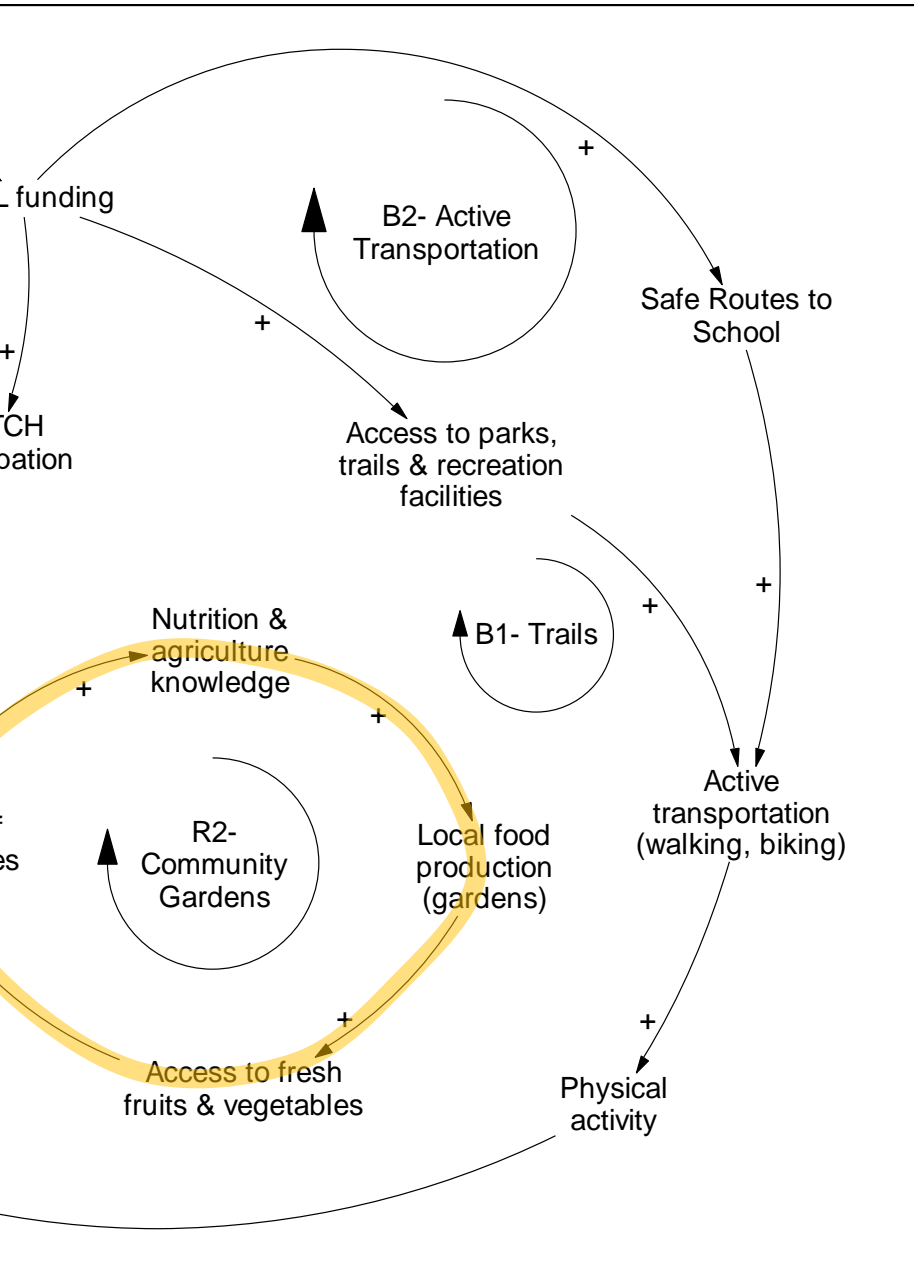 +
funding
B2- Active
Transportation
Safe Routes to
School
+
+
Access to parks,
trails & recreation
facilities
+
+
Nutrition &
agriculture
knowledge
B1- Trails
+
+
Active
transportation
(walking, biking)
R2-
Community
Gardens
Local food
production
(gardens)
+
+
Access to fresh
fruits & vegetables
Physical
activity